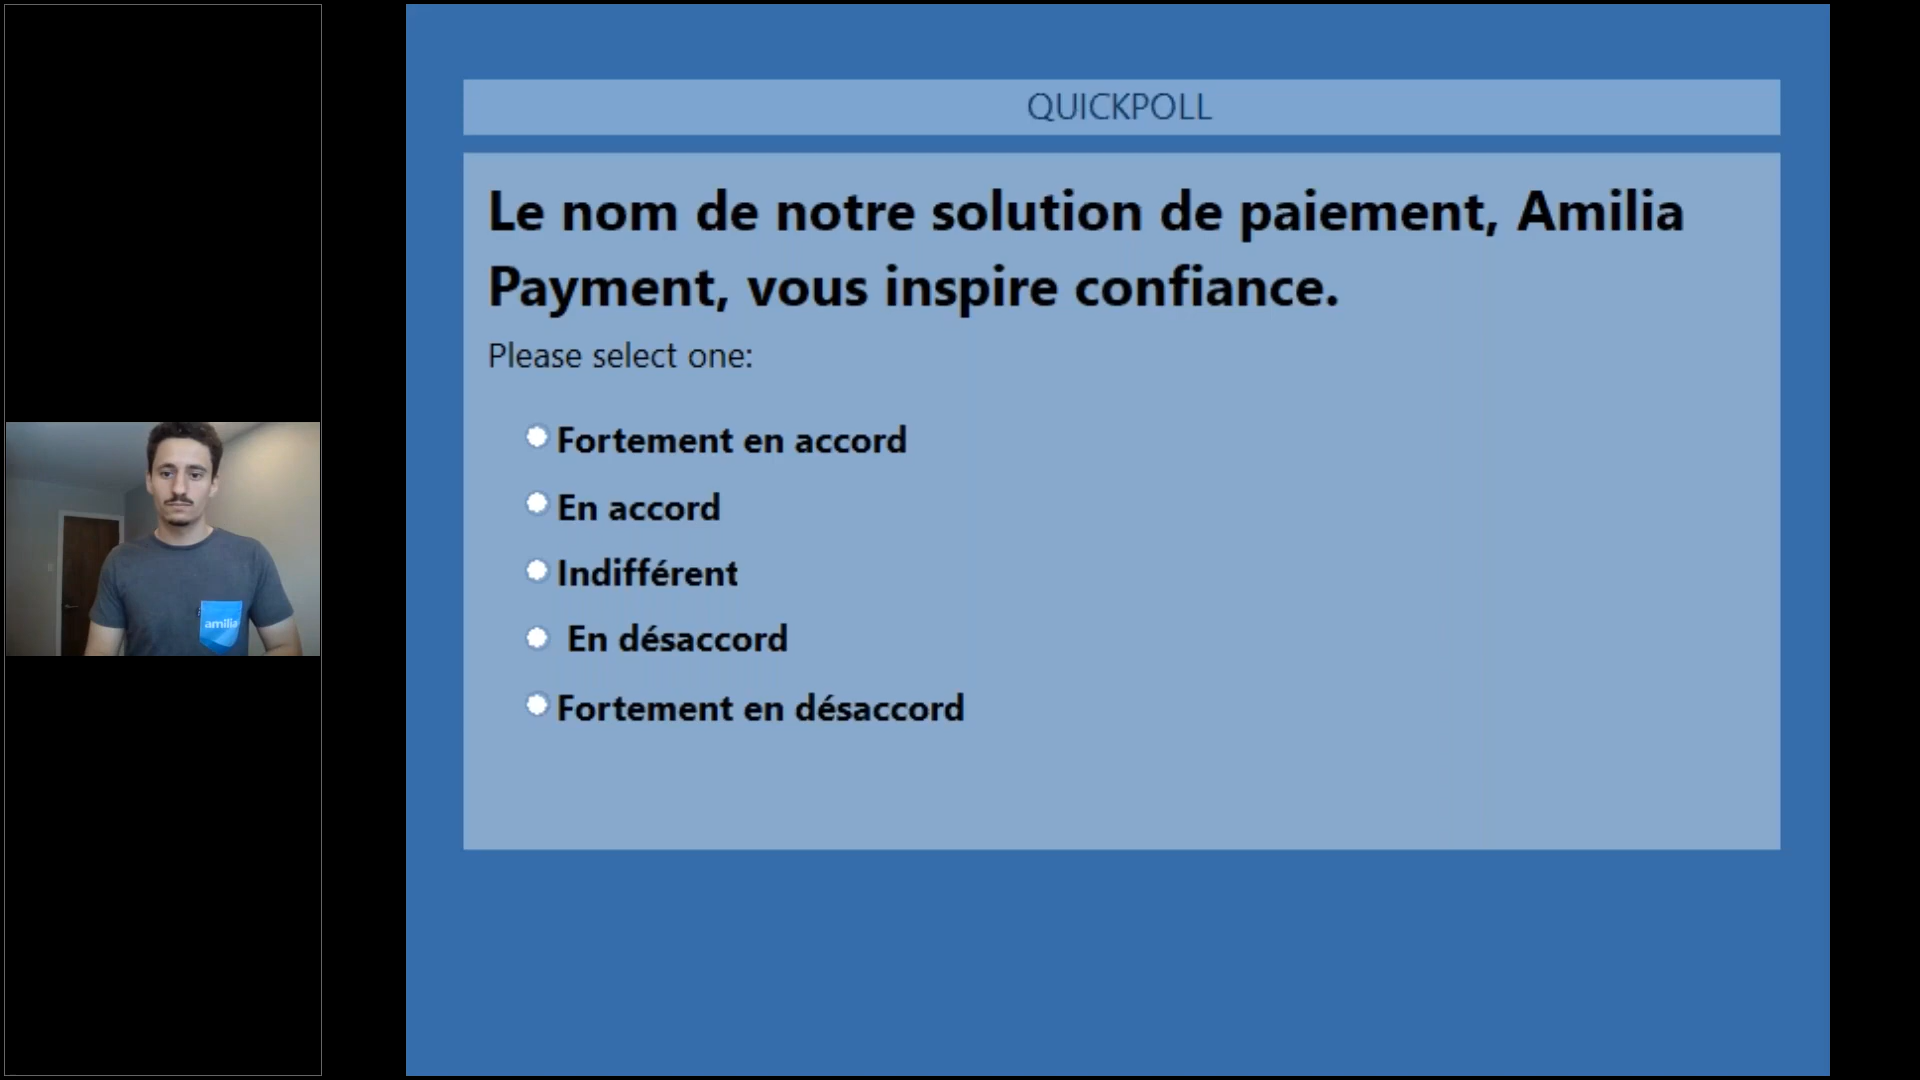 QUICKPOLL
Le nom de notre solution de paiement, Amilia
Payment, vous inspire confiance.
Please select one:
Fortement en accord
En accord
Indifférent
En désaccord
Fortement en désaccord
amilia